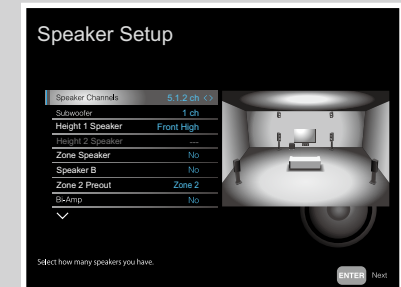 Speaker Setup
Speaker Channels 5.1.2 ch <>
Subwoofer 1 ch
Height 1 Speaker Front High
Height 2 Speaker ---
Zone Speaker No
Speaker B No
Zone 2 Preout Zone 2
Bi-Amp No
Select how many speakers you have.
ENTER Next